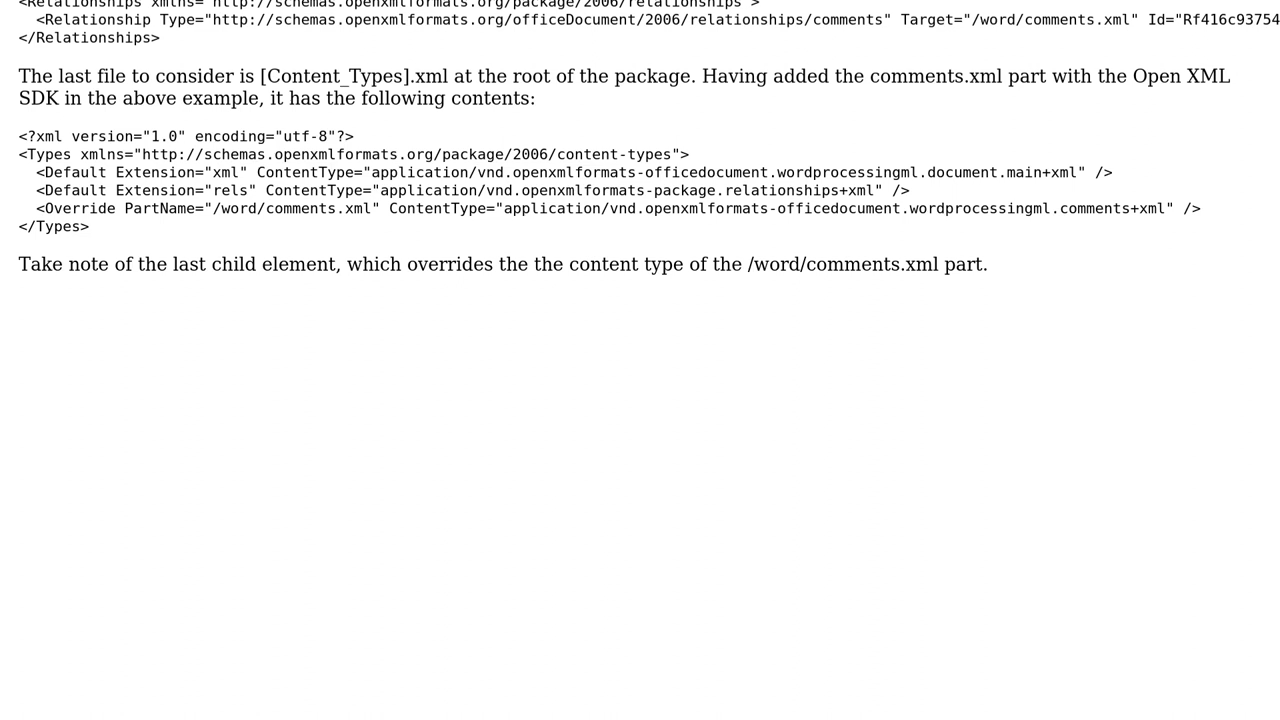 <Relationships xmlns="http://schemas.openxmlformats.org/package/2006/relationships">
  <Relationship Type="http://schemas.openxmlformats.org/officeDocument/2006/relationships/comments" Target="/word/comments.xml" Id="Rf416c93754
</Relationships>
The last file to consider is [Content_Types].xml at the root of the package. Having added the comments.xml part with the Open XML
SDK in the above example, it has the following contents:
<?xml version="1.0" encoding="utf-8"?>
<Types xmlns="http://schemas.openxmlformats.org/package/2006/content-types">
  <Default Extension="xml" ContentType="application/vnd.openxmlformats-officedocument.wordprocessingml.document.main+xml" />
  <Default Extension="rels" ContentType="application/vnd.openxmlformats-package.relationships+xml" />
  <Override PartName="/word/comments.xml" ContentType="application/vnd.openxmlformats-officedocument.wordprocessingml.comments+xml" />
</Types>
Take note of the last child element, which overrides the the content type of the /word/comments.xml part.